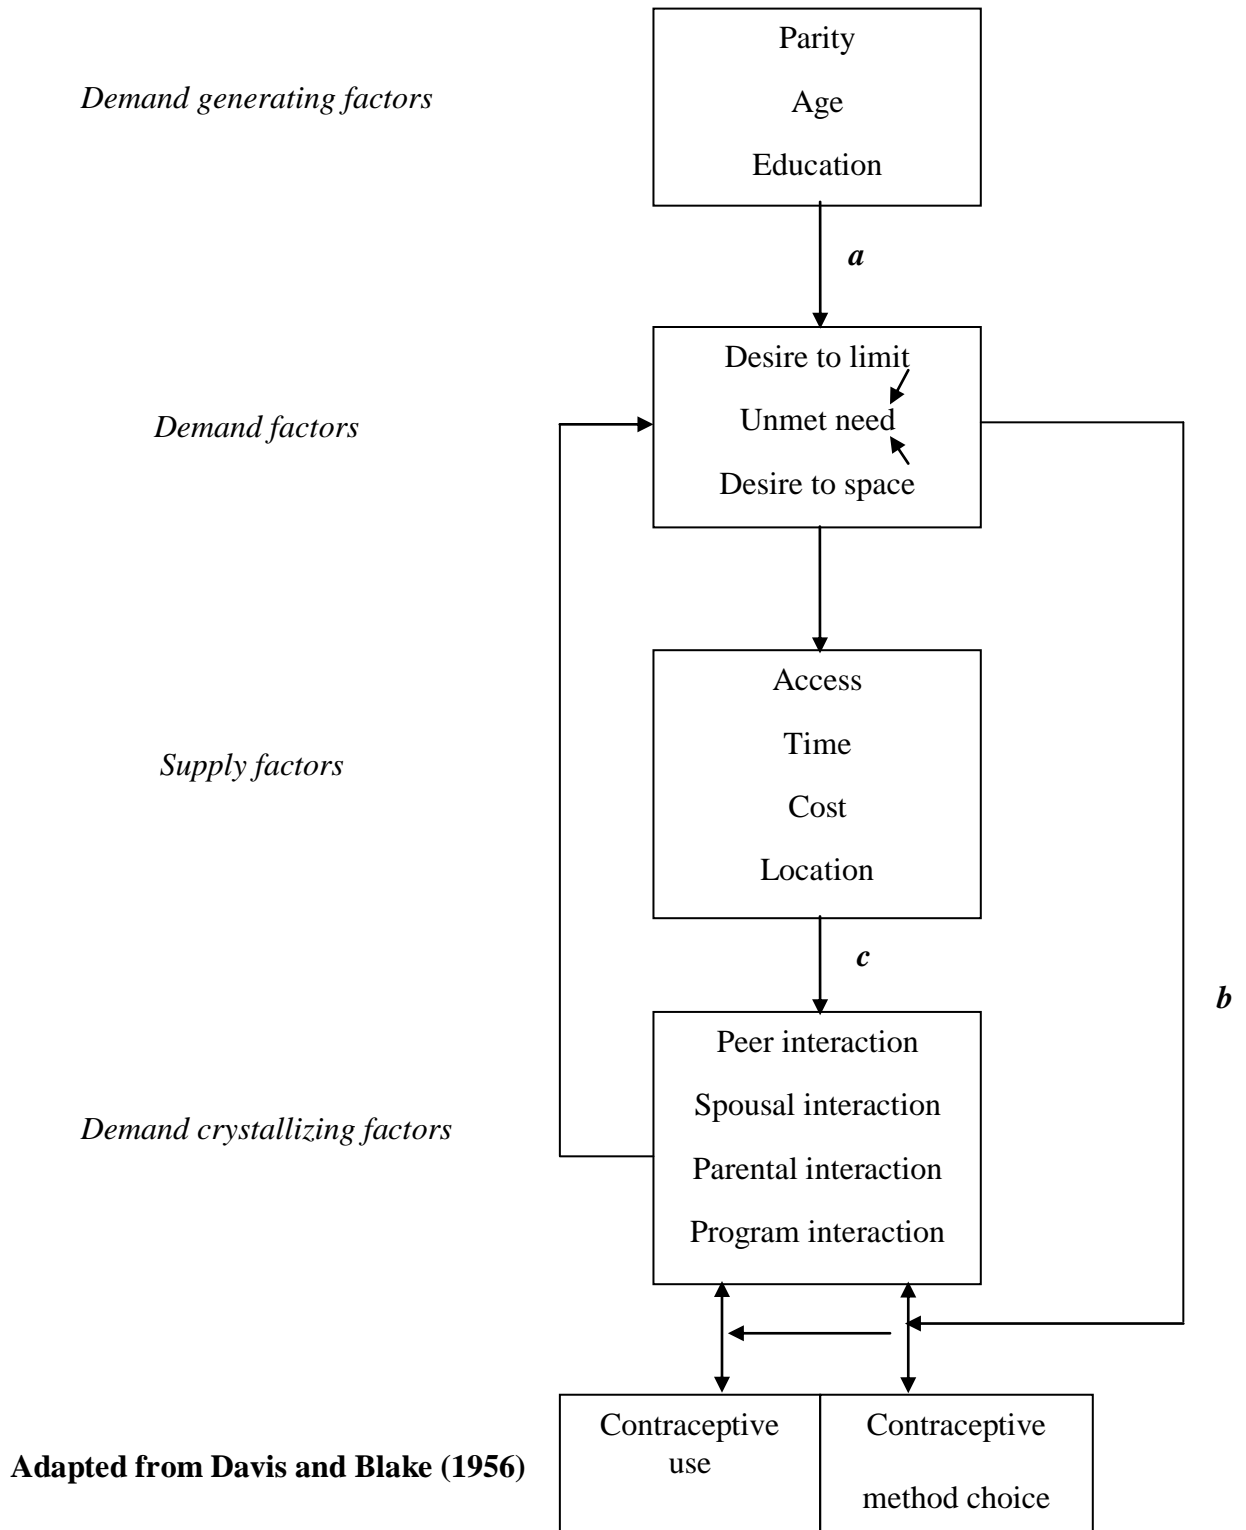 Parity
Demand generating factors
Age
Education
a
Desire to limit
Demand factors
Unmet need
Desire to space
Access
Time
Supply factors
Cost
Location
c
b
Peer interaction
Spousal interaction
Demand crystallizing factors
Parental interaction
Program interaction
Contraceptive
use
Contraceptive
method choice
Adapted from Davis and Blake (1956)